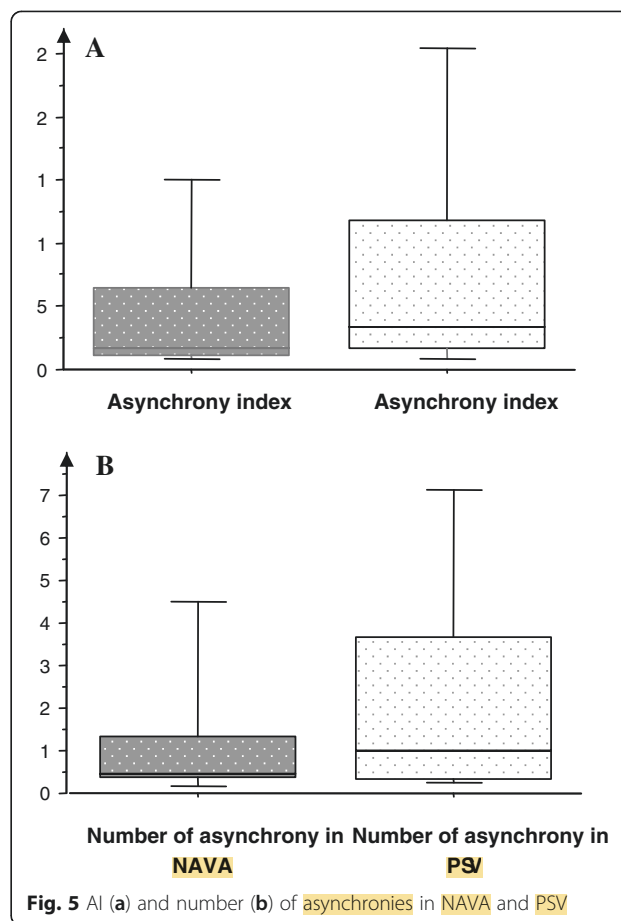 A
2
2
1
1
5
0
Asynchrony index Asynchrony index
B
7
6
5
4
3
2
1
0
Number of asynchrony in Number of asynchrony in
NAVA PSV
Fig. 5 AI (a) and number (b) of asynchronies in NAVA and PSV